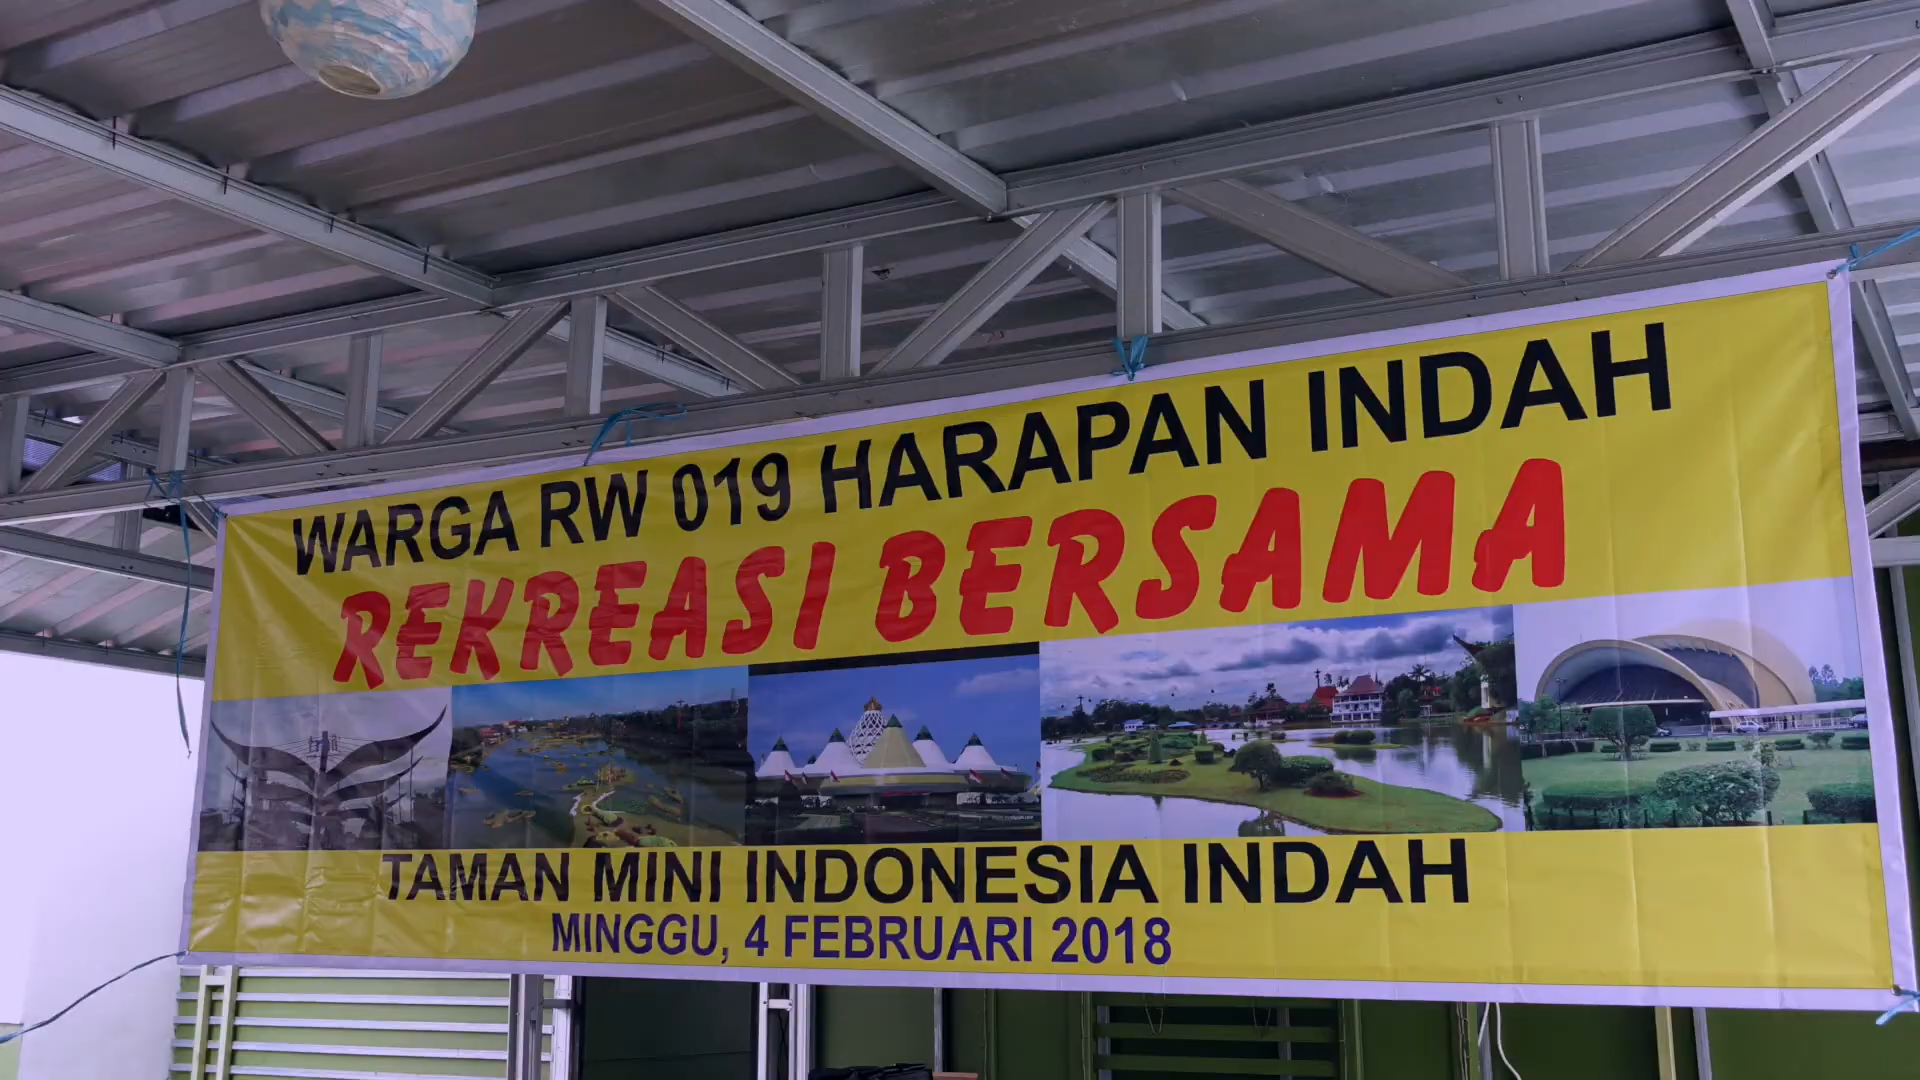 WARGA RW 019 HARAPAN INDAH
REKREASI BERSAMA
TAMAN MINI INDONESIA INDAH
MINGGU, 4 FEBRUARI 2018